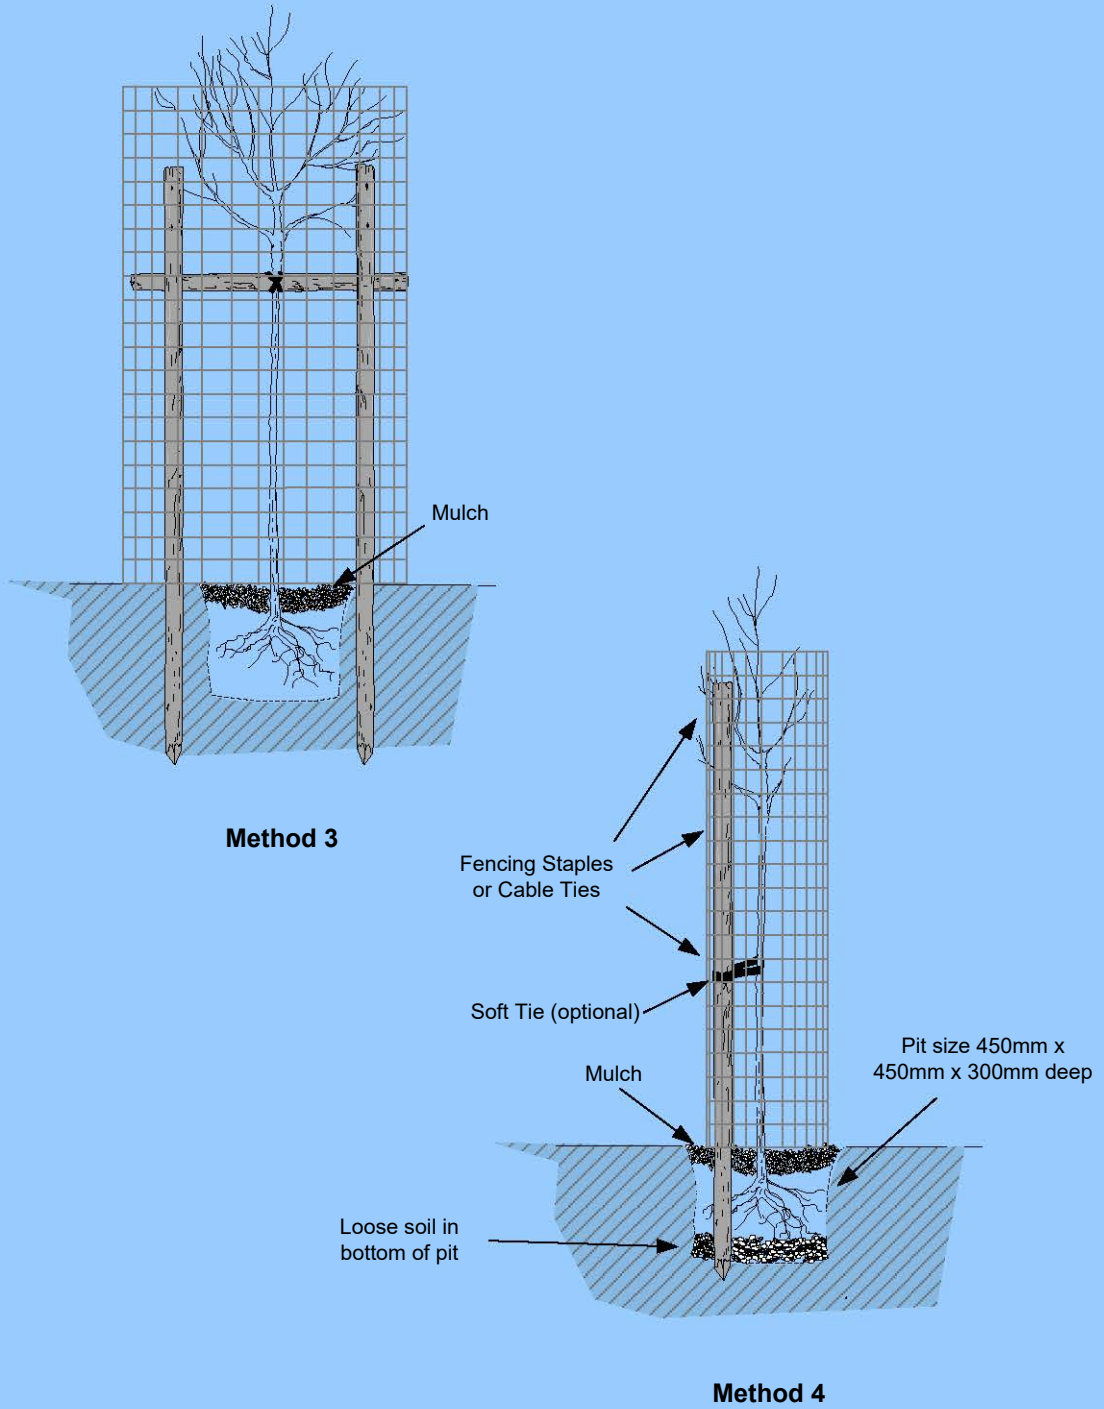 Mulch
Method 3
Fencing Staples
or Cable Ties
Soft Tie (optional)
Mulch
Pit size 450mm x
450mm x 300mm deep
Loose soil in
bottom of pit
Method 4